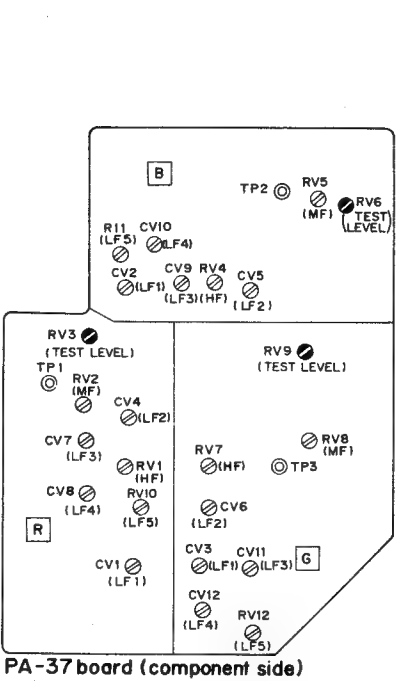 B
TP2
RV5
(MF)
RV6
(TEST
LEVEL)
R11
(LF5)
CV10
(LF4)
CV2
(LF1)
CV9
(LF3)
RV4
(HF)
CV5
(LF2)
RV3
(TEST LEVEL)
TP1
RV2
(MF)
CV4
(LF2)
CV7
(LF3)
RV1
(HF)
CV8
(LF4)
RV10
(LF5)
R
CV1
(LF1)
RV9
(TEST LEVEL)
RV8
(MF)
RV7
(HF)
TP3
CV6
(LF2)
CV3
(LF1)
CV11
(LF3)
G
CV12
(LF4)
RV12
(LF5)
PA-37 board (component side)